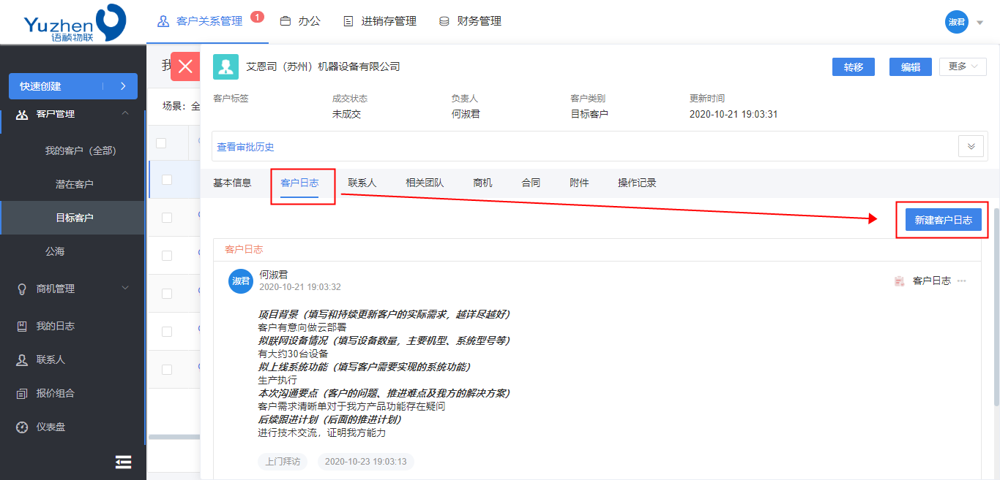 Yuzhen
语祯物联
客户关系管理 1
办公
进销存管理
财务管理
淑君
快速创建
客户管理
我的客户（全部）
潜在客户
目标客户
公海
商机管理
我的日志
联系人
报价组合
仪表盘
我
场景：全
艾恩司（苏州）机器设备有限公司
转移
编辑
更多
客户标签
成交状态
负责人
客户类别
更新时间
未成交
何淑君
目标客户
2020-10-21 19:03:31
查看审批历史
基本信息
客户日志
联系人
相关团队
商机
合同
附件
操作记录
新建客户日志
客户日志
淑君
何淑君
2020-10-21 19:03:32
客户日志
项目背景（填写和持续更新客户的实际需求，越详尽越好）
客户有意向做云部署
拟联网设备情况（填写设备数量，主要机型、系统型号等）
有大约30台设备
拟上线系统功能（填写客户需要实现的系统功能）
生产执行
本次沟通要点（客户的问题、推进难点及我方的解决方案）
客户需求清晰单对于我方产品功能存在疑问
后续跟进计划（后面的推进计划）
进行技术交流，证明我方能力
上门拜访
2020-10-23 19:03:13